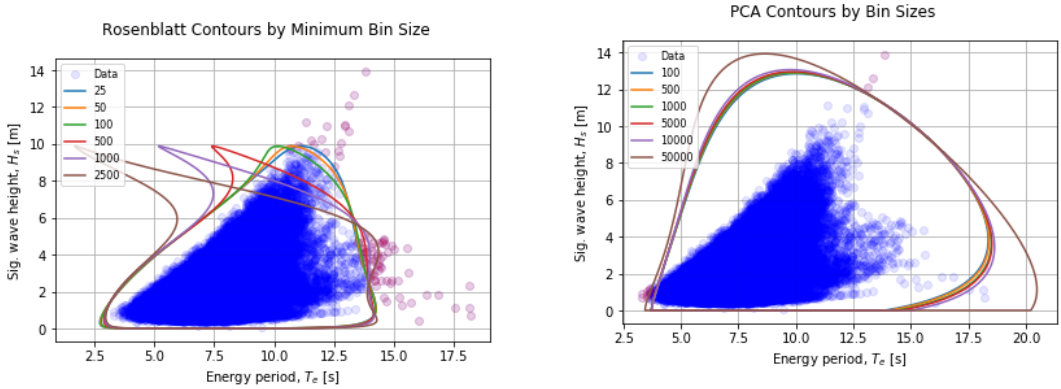 Rosenblatt Contours by Minimum Bin Size
14
12
10
8
6
4
2
0
Sig. wave height, Hₛ [m]
Data
25
50
100
500
1000
2500
2.5 5.0 7.5 10.0 12.5 15.0 17.5
Energy period, Tₑ [s]
PCA Contours by Bin Sizes
14
12
10
8
6
4
2
0
Sig. wave height, Hₛ [m]
Data
100
500
1000
5000
10000
50000
2.5 5.0 7.5 10.0 12.5 15.0 17.5 20.0
Energy period, Tₑ [s]